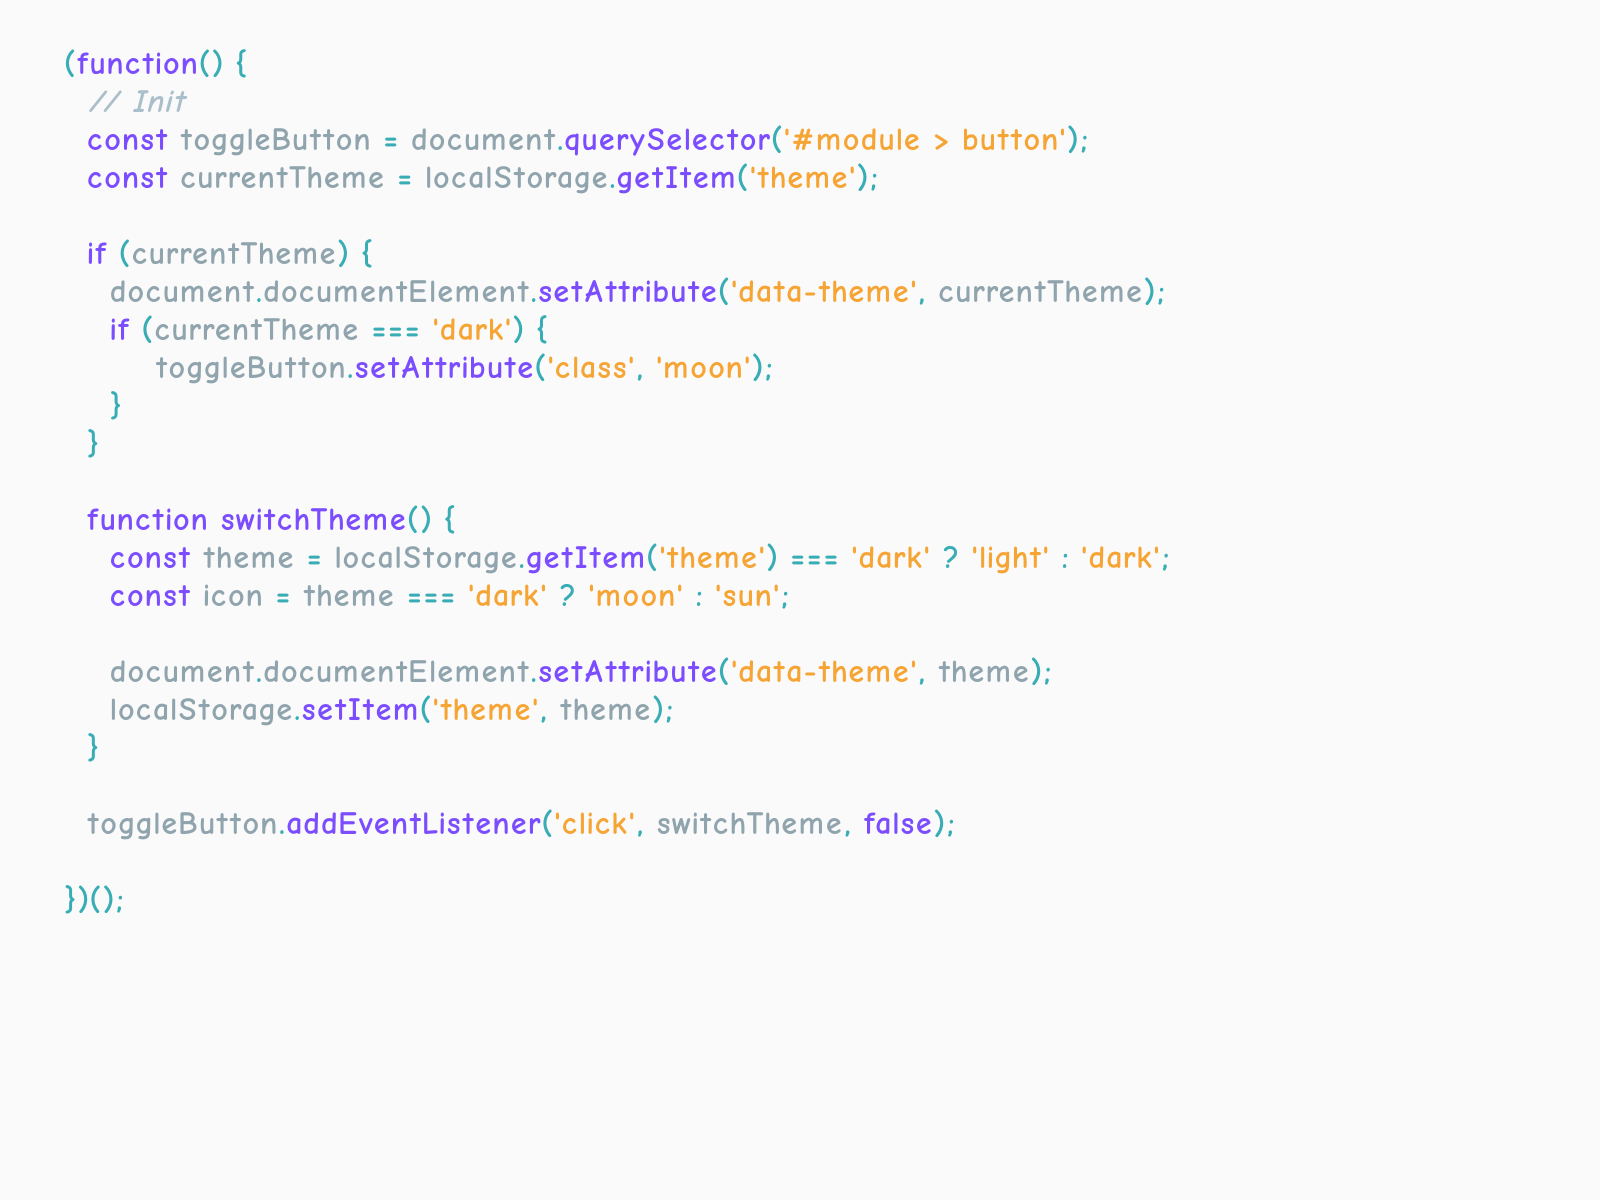 (function() {
// Init
const toggleButton = document.querySelector('#module > button');
const currentTheme = localStorage.getItem('theme');
if (currentTheme) {
document.documentElement.setAttribute('data-theme', currentTheme);
if (currentTheme === 'dark') {
toggleButton.setAttribute('class', 'moon');
}
}
function switchTheme() {
const theme = localStorage.getItem('theme') === 'dark' ? 'light' : 'dark';
const icon = theme === 'dark' ? 'moon' : 'sun';
document.documentElement.setAttribute('data-theme', theme);
localStorage.setItem('theme', theme);
}
toggleButton.addEventListener('click', switchTheme, false);
})();